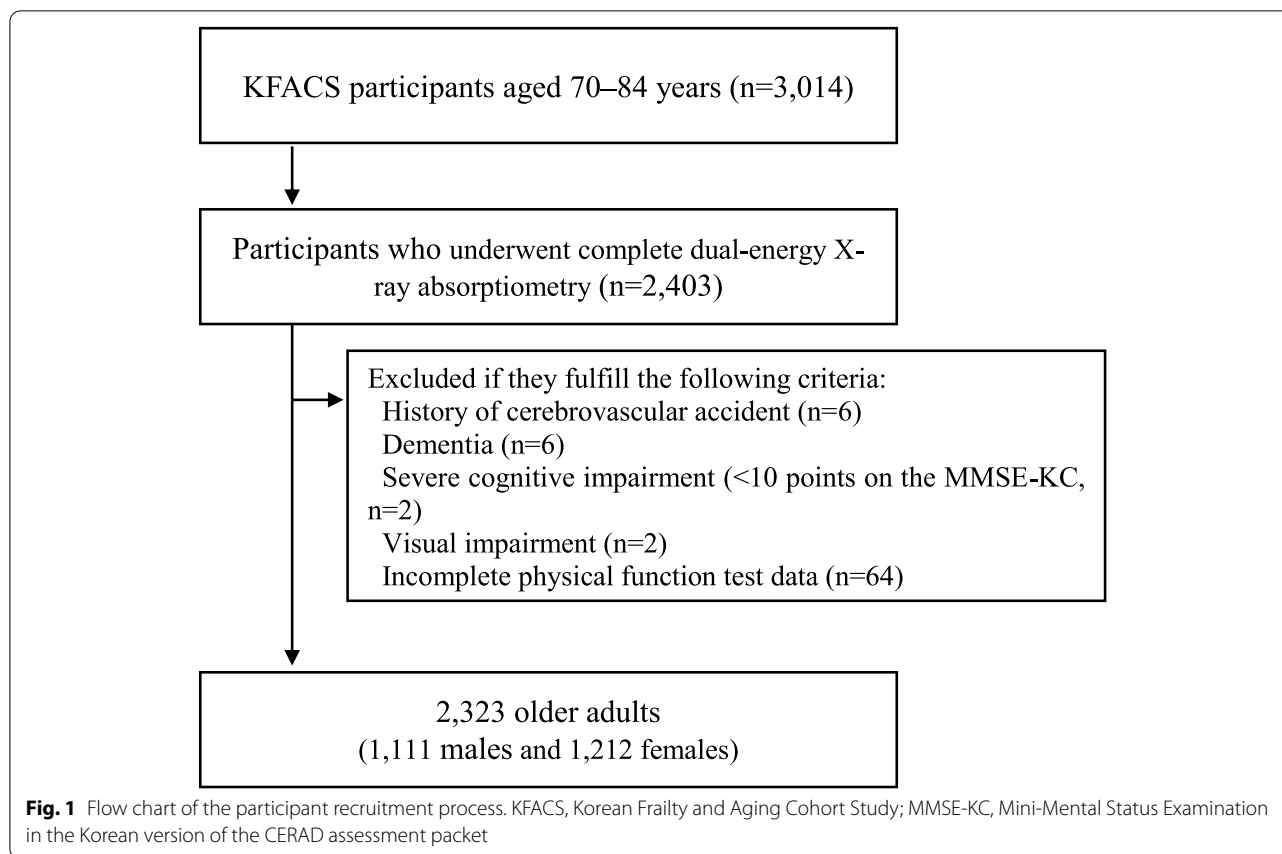 KFACS participants aged 70–84 years (n=3,014)
Participants who underwent complete dual-energy X-
ray absorptiometry (n=2,403)
Excluded if they fulfill the following criteria:
History of cerebrovascular accident (n=6)
Dementia (n=6)
Severe cognitive impairment (<10 points on the MMSE-KC,
n=2)
Visual impairment (n=2)
Incomplete physical function test data (n=64)
2,323 older adults
(1,111 males and 1,212 females)
Fig. 1 Flow chart of the participant recruitment process. KFACS, Korean Frailty and Aging Cohort Study; MMSE-KC, Mini-Mental Status Examination
in the Korean version of the CERAD assessment packet